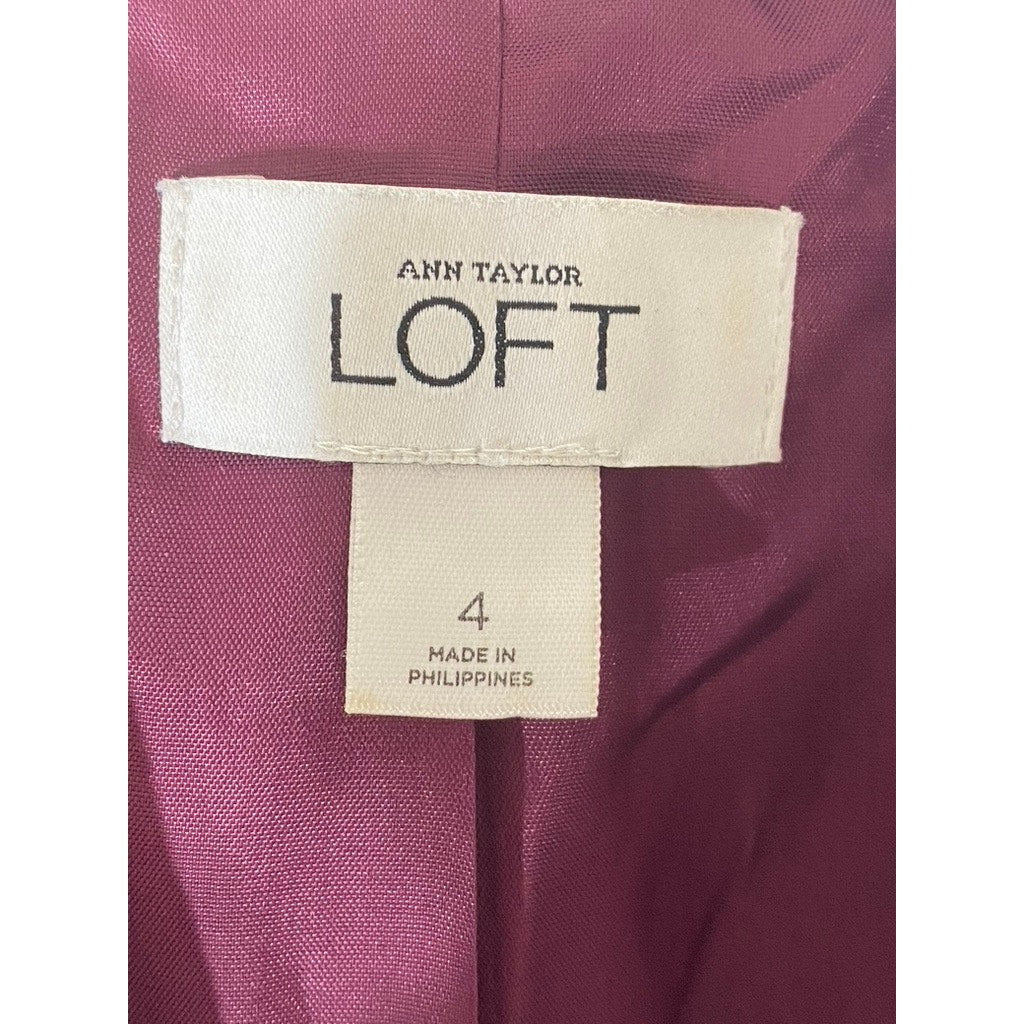 ANN TAYLOR
LOFT
4
MADE IN
PHILIPPINES